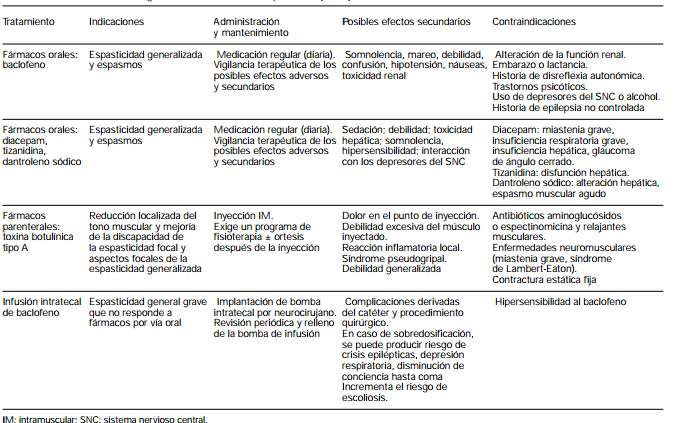 Tratamiento Indicaciones Administración y mantenimiento Posibles efectos secundarios Contraindicaciones
Fármacos orales: baclofeno
Espasticidad generalizada
y espasmos
Medicación regular (diaria).
Vigilancia terapéutica de los
posibles efectos adversos
y secundarios
Somnolencia, mareo, debilidad,
confusión, hipotensión, náuseas,
toxicidad renal
Alteración de la función renal.
Embarazo o lactancia.
Historia de disreflexia autonómica.
Trastornos psicóticos.
Uso de depresores del SNC o alcohol.
Historia de epilepsia no controlada
Fármacos orales:
diacepam,
tizanidina,
dantroleno sódico
Espasticidad generalizada
y espasmos
Medicación regular (diaria).
Vigilancia terapéutica de los
posibles efectos adversos
y secundarios
Sedación; debilidad; toxicidad
hepática; somnolencia,
hipersensibilidad; interacción
con los depresores del SNC
Diacepam: miastenia grave,
insuficiencia respiratoria grave,
insuficiencia hepática, glaucoma
de ángulo cerrado.
Tizanidina: disfunción hepática.
Dantroleno sódico: alteración hepática,
espasmo muscular agudo
Fármacos
parenterales:
toxina botulínica
tipo A
Reducción localizada del
tono muscular y mejoría
de la discapacidad de
la espasticidad focal y
aspectos focales de la
espasticidad generalizada
Inyección IM.
Exige un programa de
fisioterapia ± ortesis
después de la inyección
Dolor en el punto de inyección.
Debilidad excesiva del músculo
inyectado.
Reacción inflamatoria local.
Síndrome pseudogripal.
Debilidad generalizada
Antibióticos aminoglucósidos
o espectinomicina y relajantes
musculares.
Enfermedades neuromusculares
(miastenia grave, síndrome
de Lambert-Eaton).
Contractura estática fija
Infusión intratecal
de baclofeno
Espasticidad general grave
que no responde a
fármacos por vía oral
Implantación de bomba
intratecal por neurocirujano.
Revisión periódica y relleno
de la bomba de infusión
Complicaciones derivadas
del catéter y procedimiento
quirúrgico.
En caso de sobredosificación,
se puede producir riesgo de
crisis epilépticas, depresión
respiratoria, disminución de
conciencia hasta coma
Incrementa el riesgo de
escoliosis.
Hipersensibilidad al baclofeno
IM: intramuscular; SNC: sistema nervioso central.